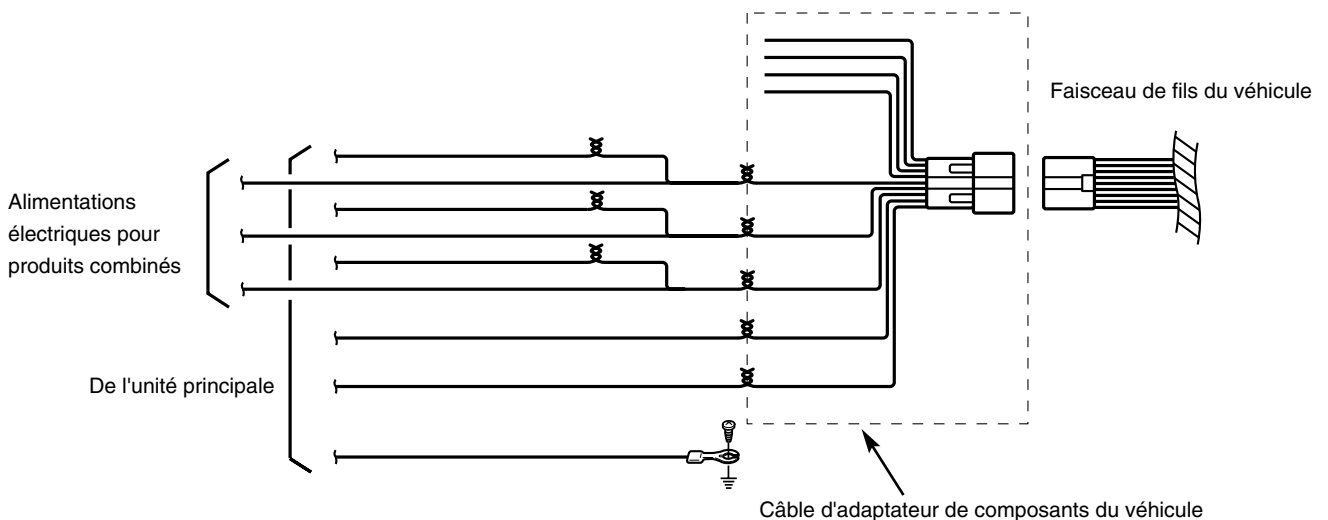 Faisceau de fils du véhicule
Alimentations
électriques pour
produits combinés
De l'unité principale
Câble d'adaptateur de composants du véhicule